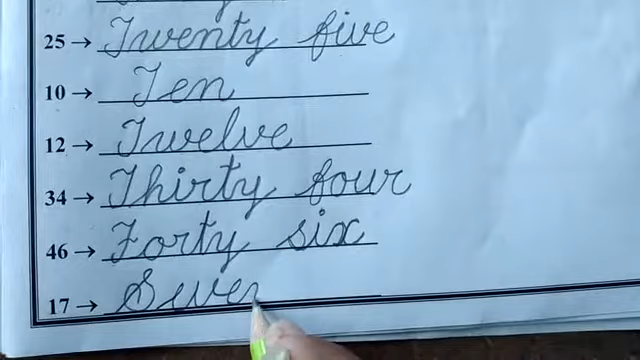 25 → Twenty five
10 → Ten
12 → Twelve
34 → Thirty four
46 → Forty six
17 → Seven